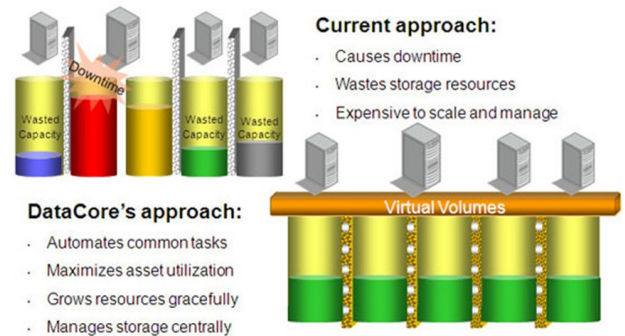 Current approach:
· Causes downtime
· Wastes storage resources
· Expensive to scale and manage
Downtime
Wasted
Capacity
Wasted
Capacity
Wasted
Capacity
DataCore's approach:
· Automates common tasks
· Maximizes asset utilization
· Grows resources gracefully
· Manages storage centrally
Virtual Volumes